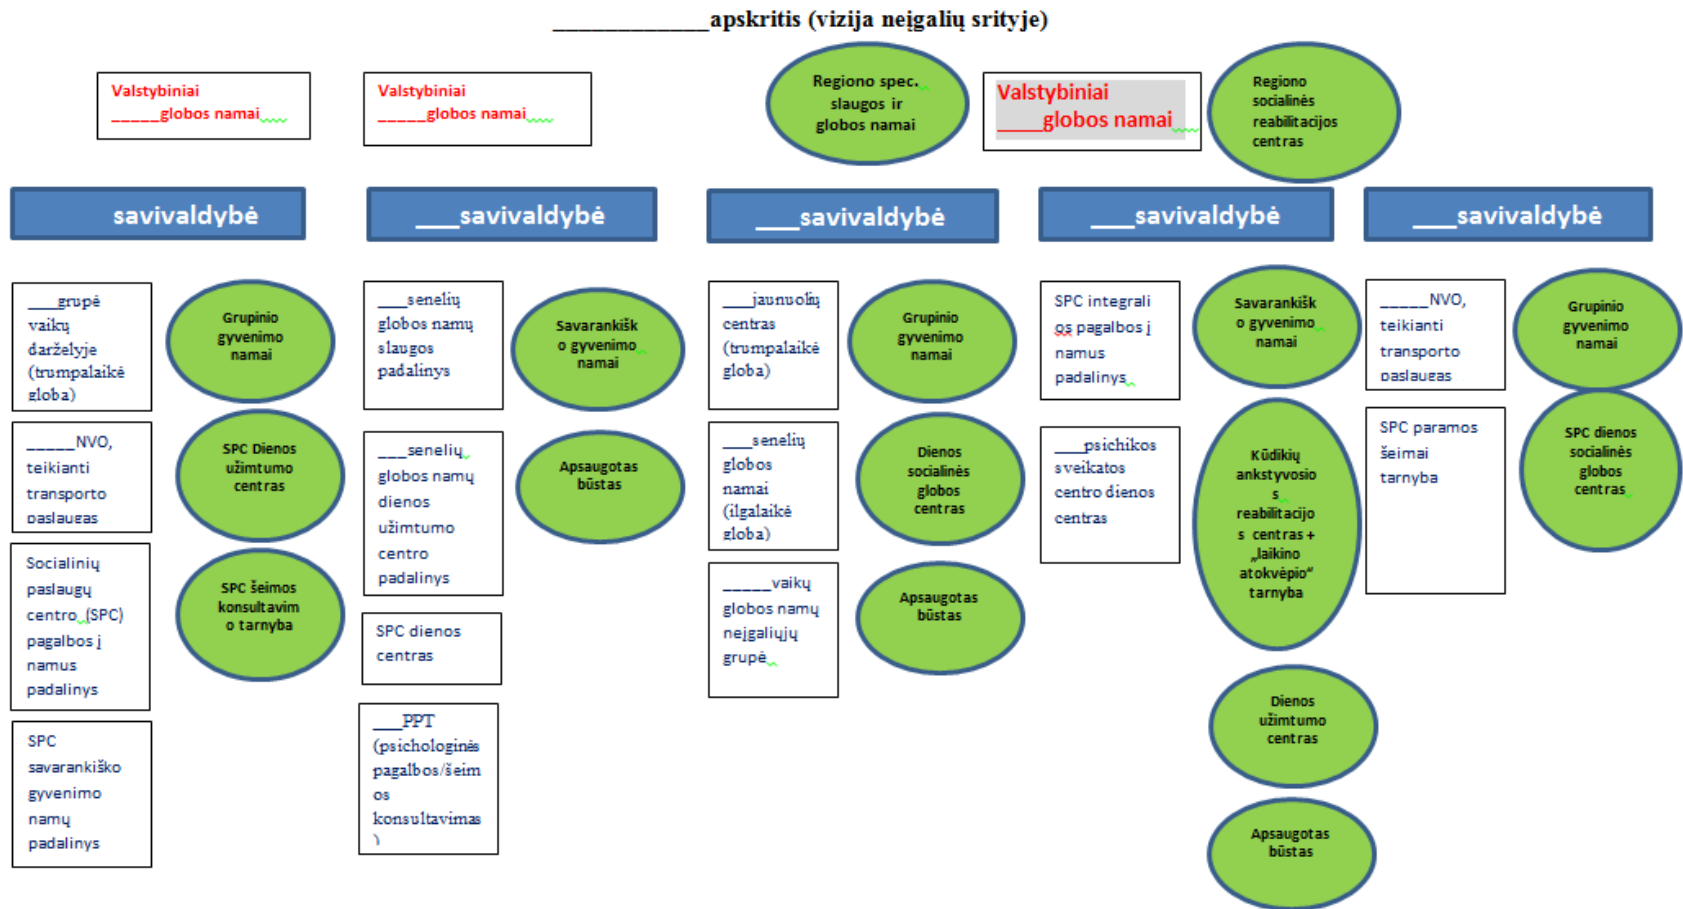 ____________apskritis (vizija neįgalių srityje)
Valstybiniai
_____globos namai
Valstybiniai
_____globos namai
Regiono spec.
slaugos ir
globos namai
Valstybiniai
____globos namai
Regiono
socialinės
reabilitacijos
centras
savivaldybė
___savivaldybė
___savivaldybė
___savivaldybė
___savivaldybė
___grupė
vaikų
darželyje
(trumpalaikė
globa)
Grupinio
gyvenimo
namai
_____NVO,
teikianti
transporto
paslaugas
SPC Dienos
užimtumo
centras
Socialinių
paslaugų
centro (SPC)
pagalbos į
namus
padalinys
SPC šeimos
konsultavim
o tarnyba
SPC
savarankiško
gyvenimo
namų
padalinys
___senelių
globos namų
slaugos
padalinys
Savarankišk
o gyvenimo
namai
___senelių
globos namų
dienos
užimtumo
centro
padalinys
Apsaugotas
būstas
SPC dienos
centras
___PPT
(psichologinės
pagalbos/šeim
os
konsultavimas
)
___jaunuolių
centras
(trumpalaikė
globa)
Grupinio
gyvenimo
namai
___senelių
globos
namai
(ilgalaikė
globa)
Dienos
socialinės
globos
centras
_____vaikų
globos namų
neįgaliųjų
grupė
Apsaugotas
būstas
SPC integrali
os pagalbos į
namus
padalinys
Savarankišk
o gyvenimo
namai
___psichikos
sveikatos
centro dienos
centras
Kūdikių
ankstyvosio
s
reabilitacijo
s centras +
„laikino
atokvėpio“
tarnyba
Dienos
užimtumo
centras
Apsaugotas
būstas
_____NVO,
teikianti
transporto
paslaugas
Grupinio
gyvenimo
namai
SPC paramos
šeimai
tarnyba
SPC dienos
socialinės
globos
centras